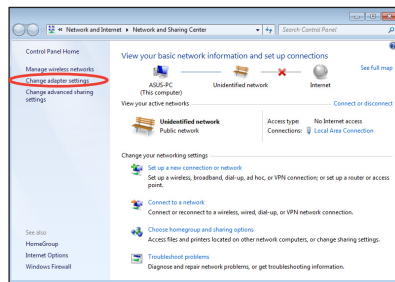 « Network and Internet ▸ Network and Sharing Center
Search Control Panel
Control Panel Home
Manage wireless networks
Change adapter settings
Change advanced sharing
settings
See also
HomeGroup
Internet Options
Windows Firewall
View your basic network information and set up connections
See full map
ASUS-PC
(This computer)
Unidentified network
Internet
View your active networks
Connect or disconnect
Unidentified network
Public network
Access type: No Internet access
Connections: Local Area Connection
Change your networking settings
Set up a new connection or network
Set up a wireless, broadband, dial-up, ad hoc, or VPN connection; or set up a router or access
point.
Connect to a network
Connect or reconnect to a wireless, wired, dial-up, or VPN network connection.
Choose homegroup and sharing options
Access files and printers located on other network computers, or change sharing settings.
Troubleshoot problems
Diagnose and repair network problems, or get troubleshooting information.